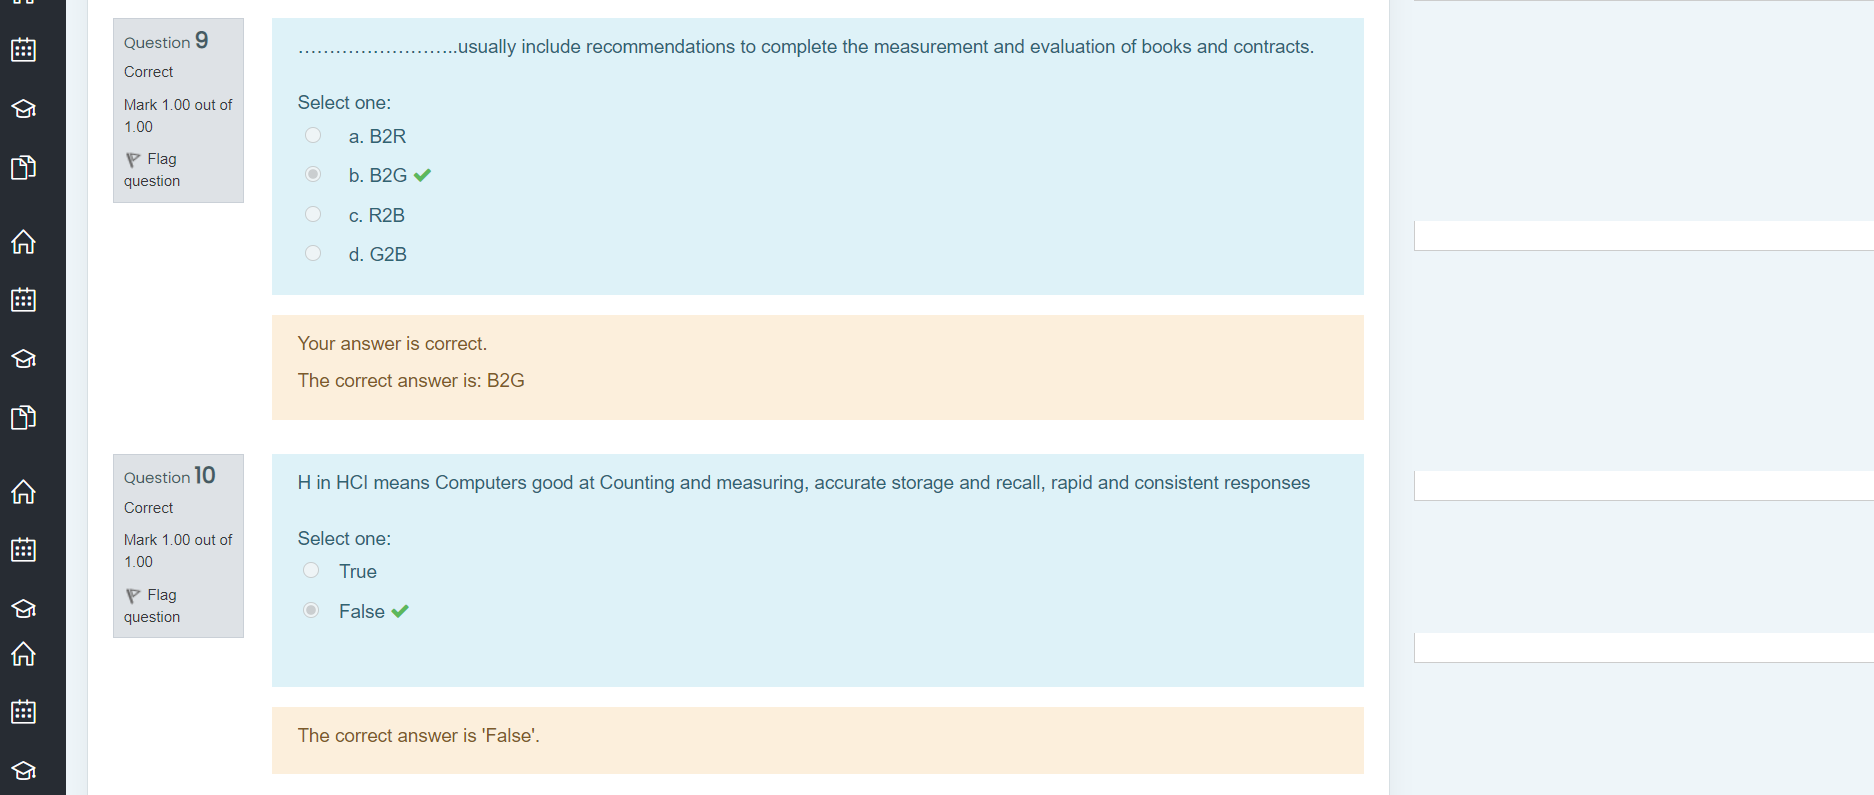 Question 9
Correct
Mark 1.00 out of
1.00
Flag
question
............................usually include recommendations to complete the measurement and evaluation of books and contracts.
Select one:
a. B2R
b. B2G
c. R2B
d. G2B
Your answer is correct.
The correct answer is: B2G
Question 10
Correct
Mark 1.00 out of
1.00
Flag
question
H in HCI means Computers good at Counting and measuring, accurate storage and recall, rapid and consistent responses
Select one:
True
False
The correct answer is 'False'.